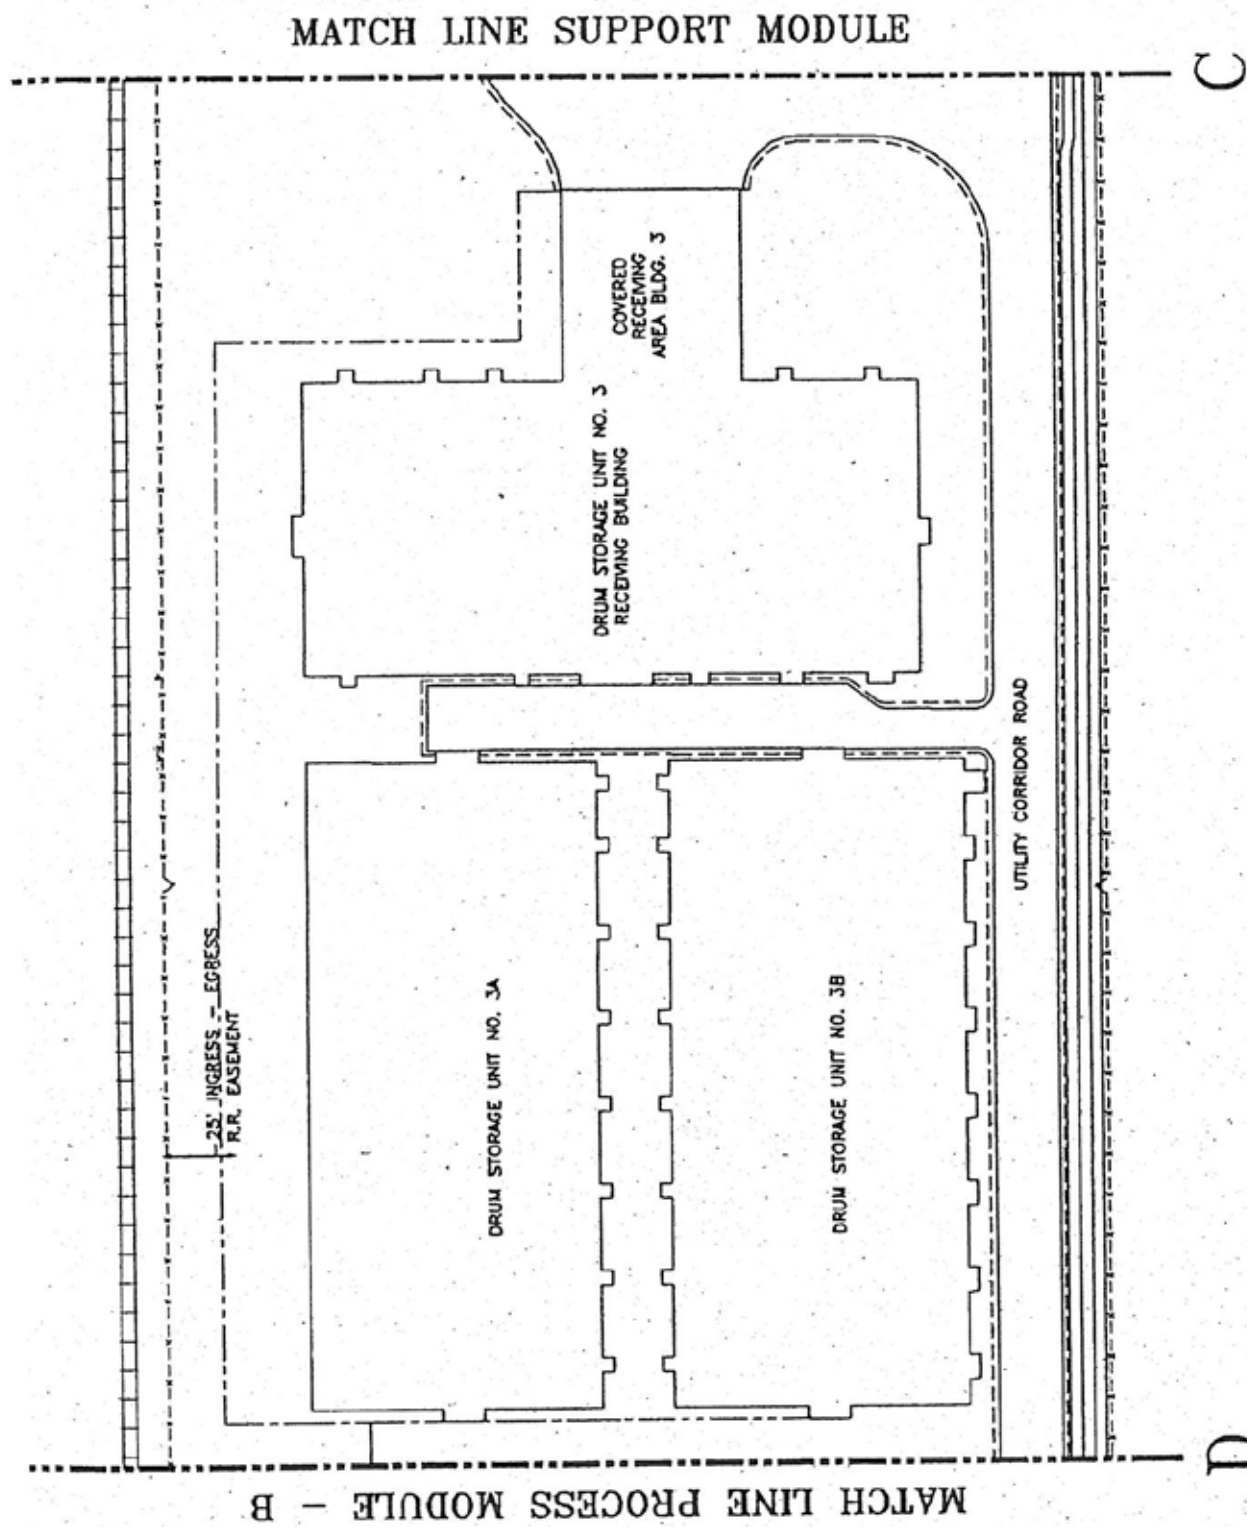 MATCH LINE SUPPORT MODULE
C
COVERED
RECEIVING
AREA BLDG. 3
DRUM STORAGE UNIT NO. 3
RECEIVING BUILDING
UTILITY CORRIDOR ROAD
25' INGRESS - EGRESS
R.R. EASEMENT
DRUM STORAGE UNIT NO. 3A
DRUM STORAGE UNIT NO. 3B
D
MATCH LINE PROCESS MODULE - B